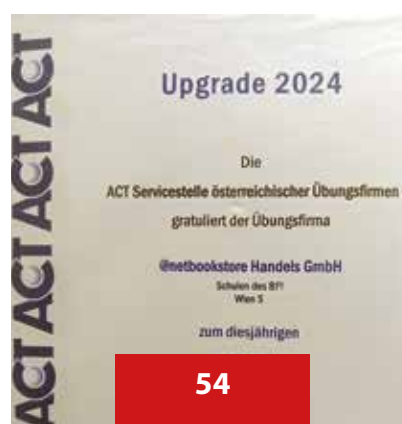 ACT ACT ACT ACT ACT
Upgrade 2024
Die
ACT Servicestelle österreichischer Übungsfirmen
gratuliert der Übungsfirma
@netbookstore Handels GmbH
Schulen des BFI
Wien 5
zum diesjährigen
54